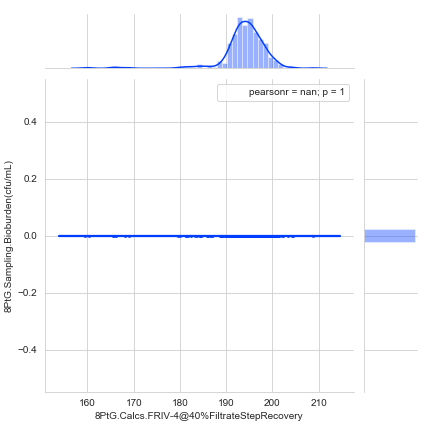 pearsonr = nan; p = 1
0.4
0.2
0.0
−0.2
−0.4
8PtG.Sampling.Bioburden(cfu/mL)
160 170 180 190 200 210
8PtG.Calcs.FRIV-4@40%FiltrateStepRecovery